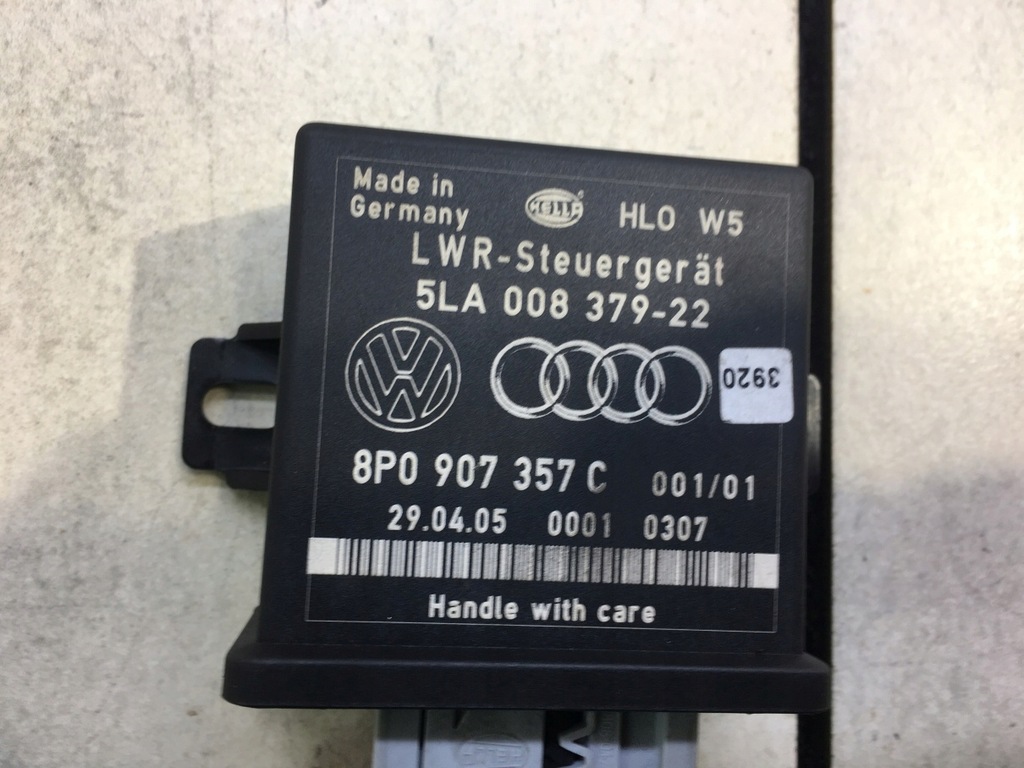 Made in
Germany
HELLA HLO W5
LWR-Steuergerät
5LA 008 379-22
3920
8P0 907 357 C 001/01
29.04.05 0001 0307
Handle with care